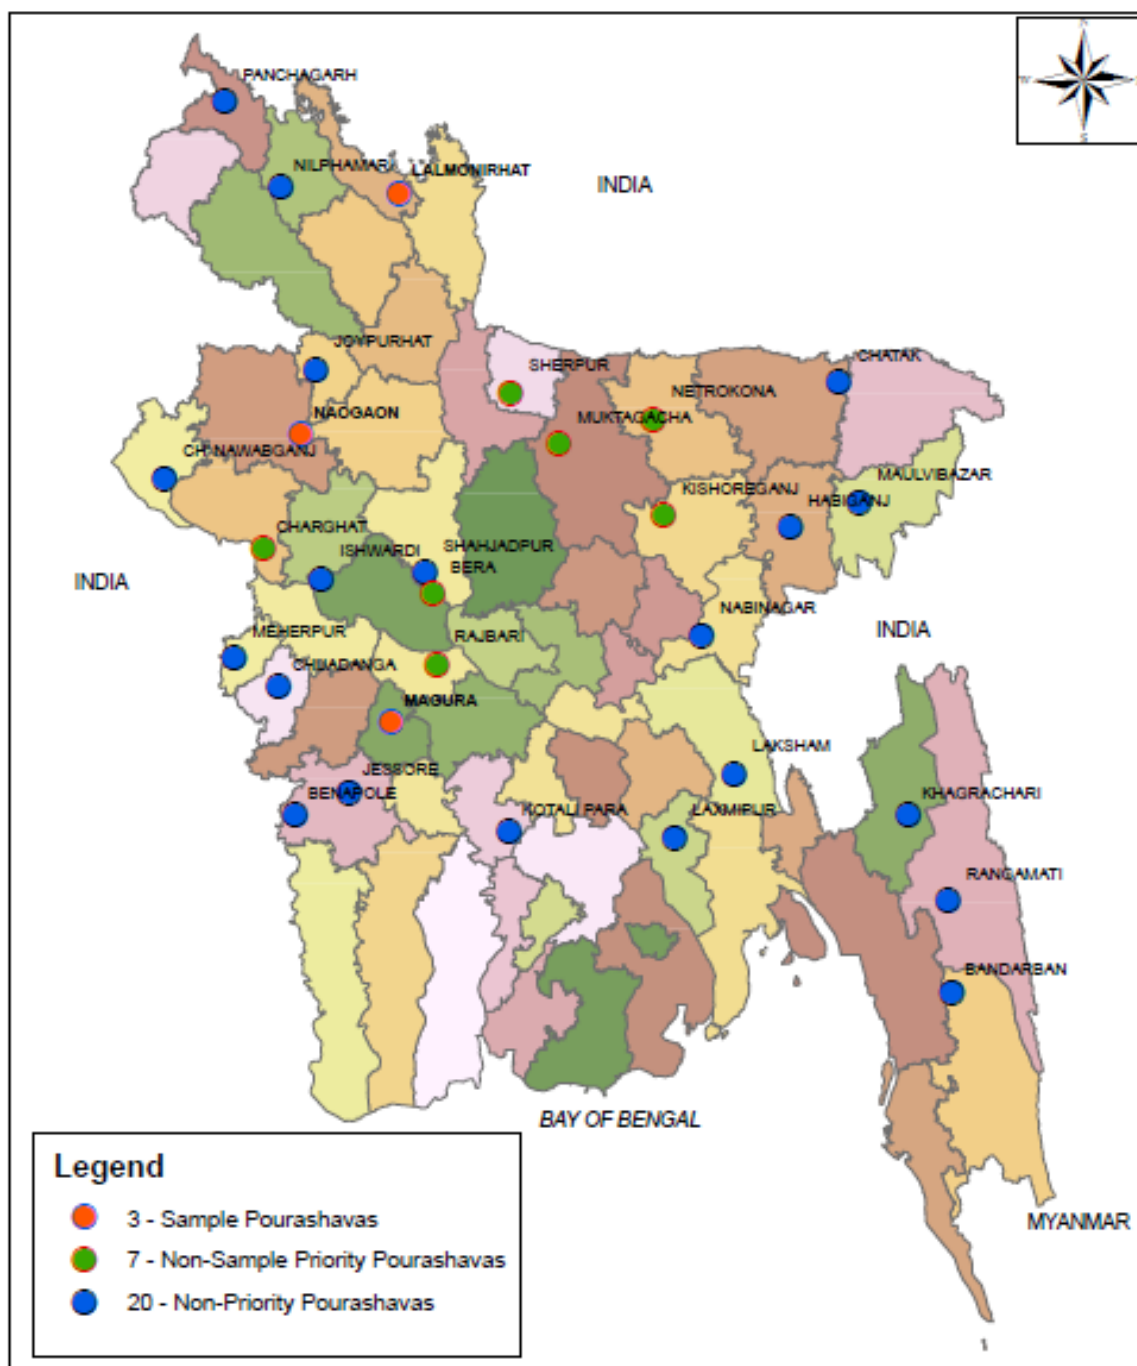 N
W
S
PANCHAGARH
NILPHAMARI
LALMONIRHAT
INDIA
JOYPURHAT
SHERPUR
CHATAK
NETROKONA
NAOGAON
MUKTAGACHA
CH. NAWABGANJ
MAULVIBAZAR
KISHOREGANJ
HABIGANJ
CHARGHAT
ISHWARDI
SHAHJADPUR
BERA
INDIA
NABINAGAR
MEHERPUR
RAJBARI
INDIA
CHUADANGA
MAGURA
LAKSHAM
JESSORE
BENAPOLE
KHAGRACHARI
KOTALI PARA
LAXMIPUR
RANGAMATI
BANDARBAN
BAY OF BENGAL
MYANMAR
Legend
3 - Sample Pourashavas
7 - Non-Sample Priority Pourashavas
20 - Non-Priority Pourashavas